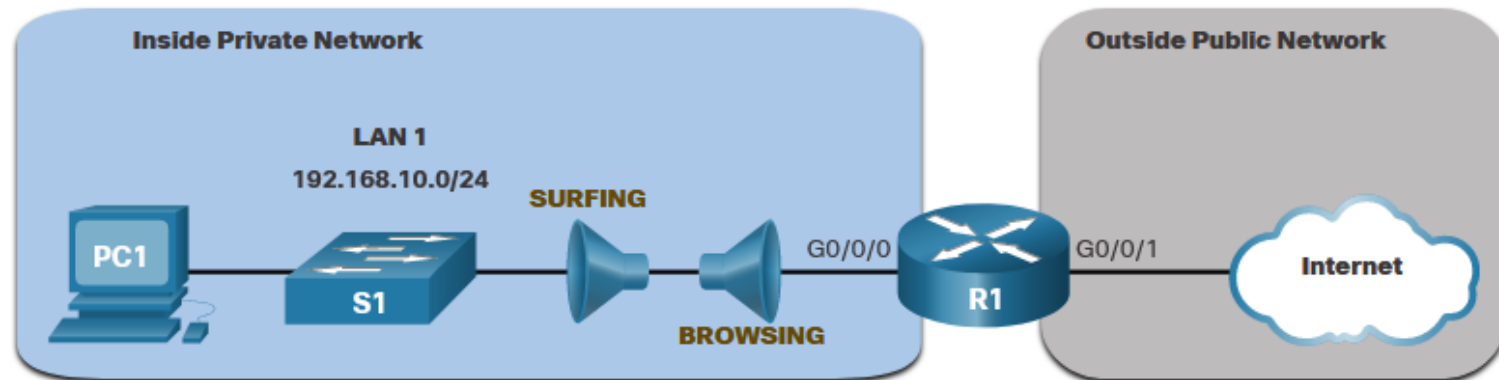 Inside Private Network
Outside Public Network
LAN 1
192.168.10.0/24
SURFING
PC1
S1
G0/0/0
R1
G0/0/1
Internet
BROWSING